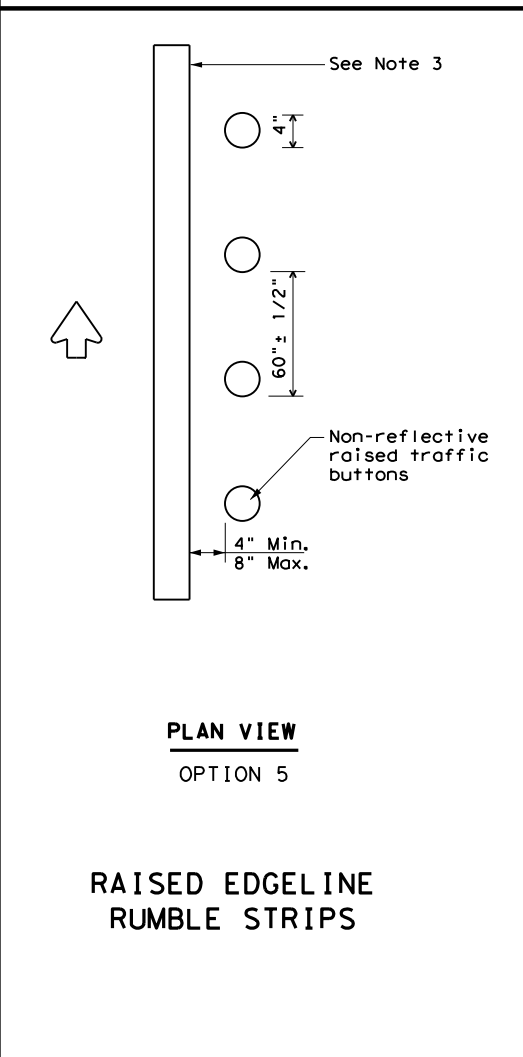 See Note 3
4"
60"± 1/2"
Non-reflective
raised traffic
buttons
4" Min.
8" Max.
PLAN VIEW
OPTION 5
RAISED EDGELINE
RUMBLE STRIPS